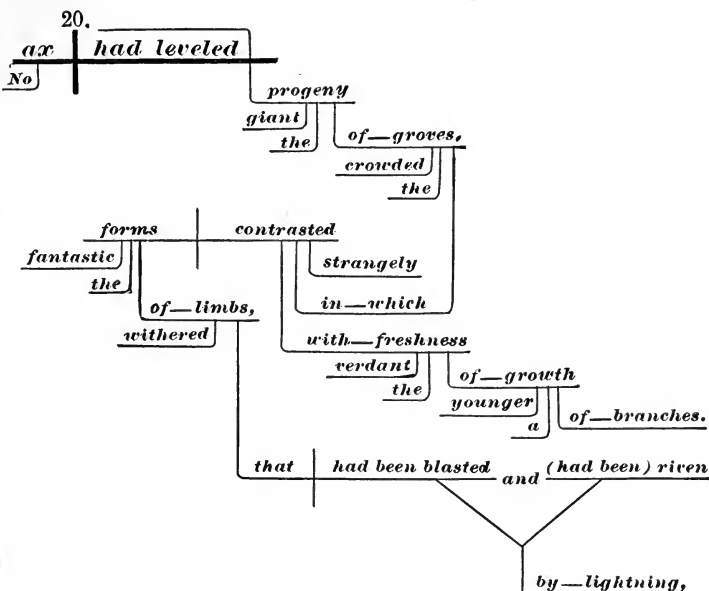 20.
ax had leveled
No
progeny
giant
the
of—groves,
crowded
the
forms contrasted
fantastic
the
strangely
of—limbs,
in—which
withered
with—freshness
verdant
the
of—growth
younger
a
of—branches.
that had been blasted and (had been) riven
by—lightning,